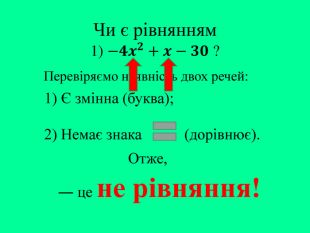 Чи є рівнянням
1) −4x² + x − 30 ?
Перевіряємо наявність двох речей:
1) Є змінна (буква);
2) Немає знака = (дорівнює).
Отже,
— це не рівняння!